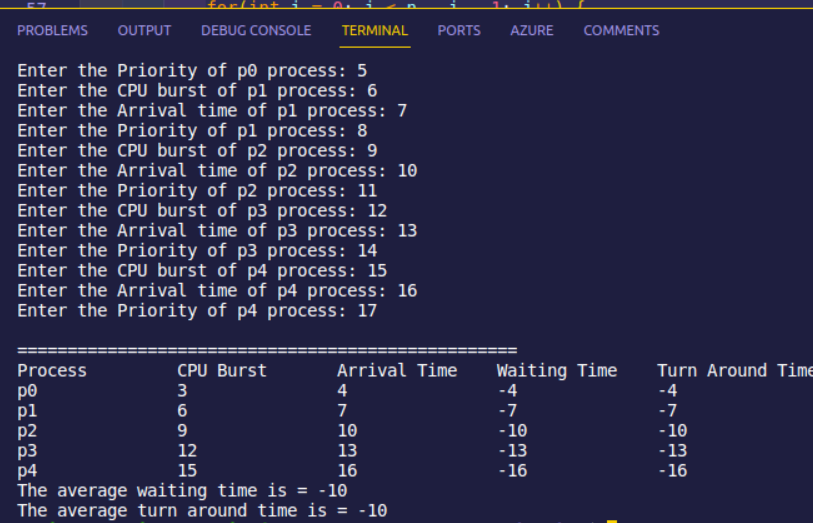 57 for(int i = 0; i < n - i - 1; i++) {
PROBLEMS OUTPUT DEBUG CONSOLE TERMINAL PORTS AZURE COMMENTS
Enter the Priority of p0 process: 5
Enter the CPU burst of p1 process: 6
Enter the Arrival time of p1 process: 7
Enter the Priority of p1 process: 8
Enter the CPU burst of p2 process: 9
Enter the Arrival time of p2 process: 10
Enter the Priority of p2 process: 11
Enter the CPU burst of p3 process: 12
Enter the Arrival time of p3 process: 13
Enter the Priority of p3 process: 14
Enter the CPU burst of p4 process: 15
Enter the Arrival time of p4 process: 16
Enter the Priority of p4 process: 17
==================================================
Process CPU Burst Arrival Time Waiting Time Turn Around Time
p0 3 4 -4 -4
p1 6 7 -7 -7
p2 9 10 -10 -10
p3 12 13 -13 -13
p4 15 16 -16 -16
The average waiting time is = -10
The average turn around time is = -10